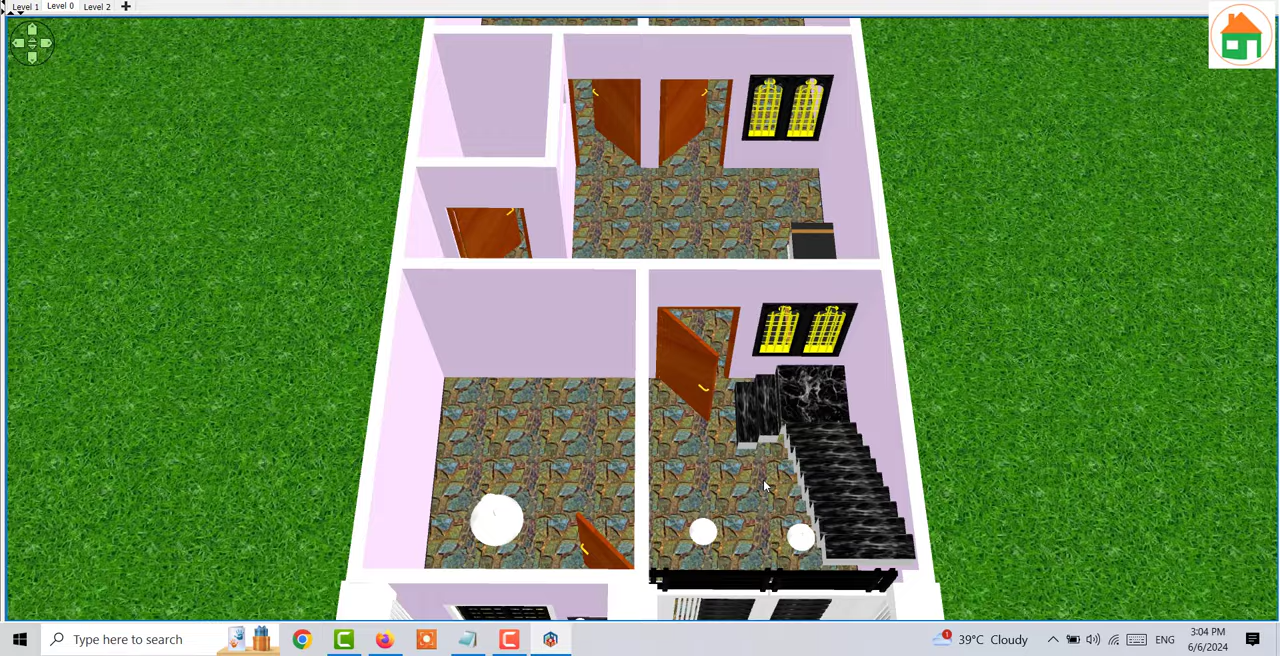 Level 1 Level 0 Level 2
Type here to search
39°C Cloudy
ENG
3:04 PM
6/6/2024
1